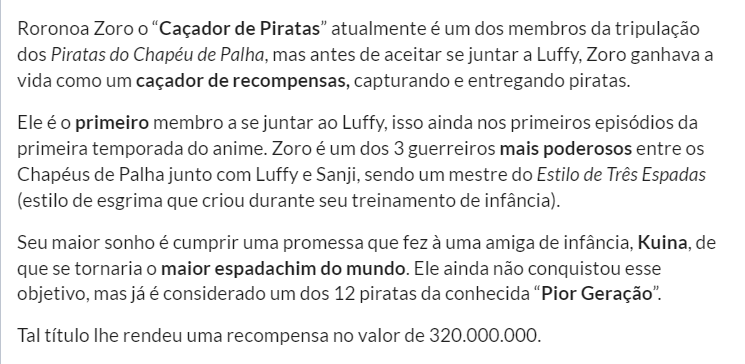 Roronoa Zoro o “Caçador de Piratas” atualmente é um dos membros da tripulação
dos Piratas do Chapéu de Palha, mas antes de aceitar se juntar a Luffy, Zoro ganhava a
vida como um caçador de recompensas, capturando e entregando piratas.
Ele é o primeiro membro a se juntar ao Luffy, isso ainda nos primeiros episódios da
primeira temporada do anime. Zoro é um dos 3 guerreiros mais poderosos entre os
Chapéus de Palha junto com Luffy e Sanji, sendo um mestre do Estilo de Três Espadas
(estilo de esgrima que criou durante seu treinamento de infância).
Seu maior sonho é cumprir uma promessa que fez à uma amiga de infância, Kuina, de
que se tornaria o maior espadachim do mundo. Ele ainda não conquistou esse
objetivo, mas já é considerado um dos 12 piratas da conhecida “Pior Geração”.
Tal título lhe rendeu uma recompensa no valor de 320.000.000.